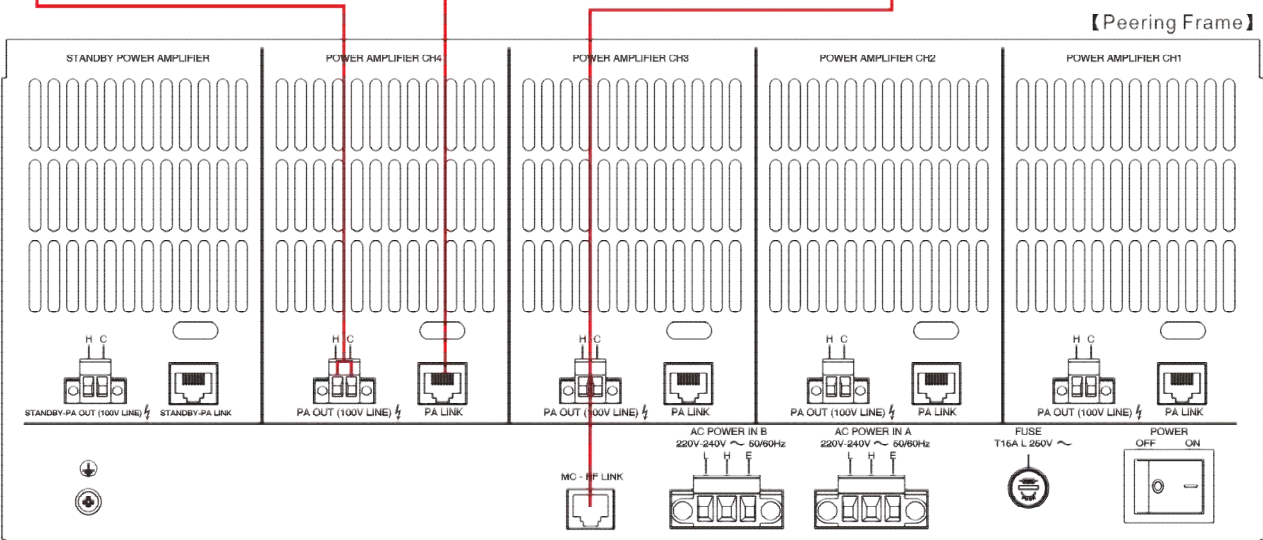 【Peering Frame】
STANDBY POWER AMPLIFIER
POWER AMPLIFIER CH4
POWER AMPLIFIER CH3
POWER AMPLIFIER CH2
POWER AMPLIFIER CH1
H C
H C
H C
H C
H C
STANDBY-PA OUT (100V LINE)
STANDBY-PA LINK
PA OUT (100V LINE)
PA LINK
PA OUT (100V LINE)
PA LINK
PA OUT (100V LINE)
PA LINK
PA OUT (100V LINE)
PA LINK
MC - RF LINK
AC POWER IN B
220V-240V ~ 50/60Hz
L H E
AC POWER IN A
220V-240V ~ 50/60Hz
L H E
FUSE
T15A L 250V ~
POWER
OFF ON